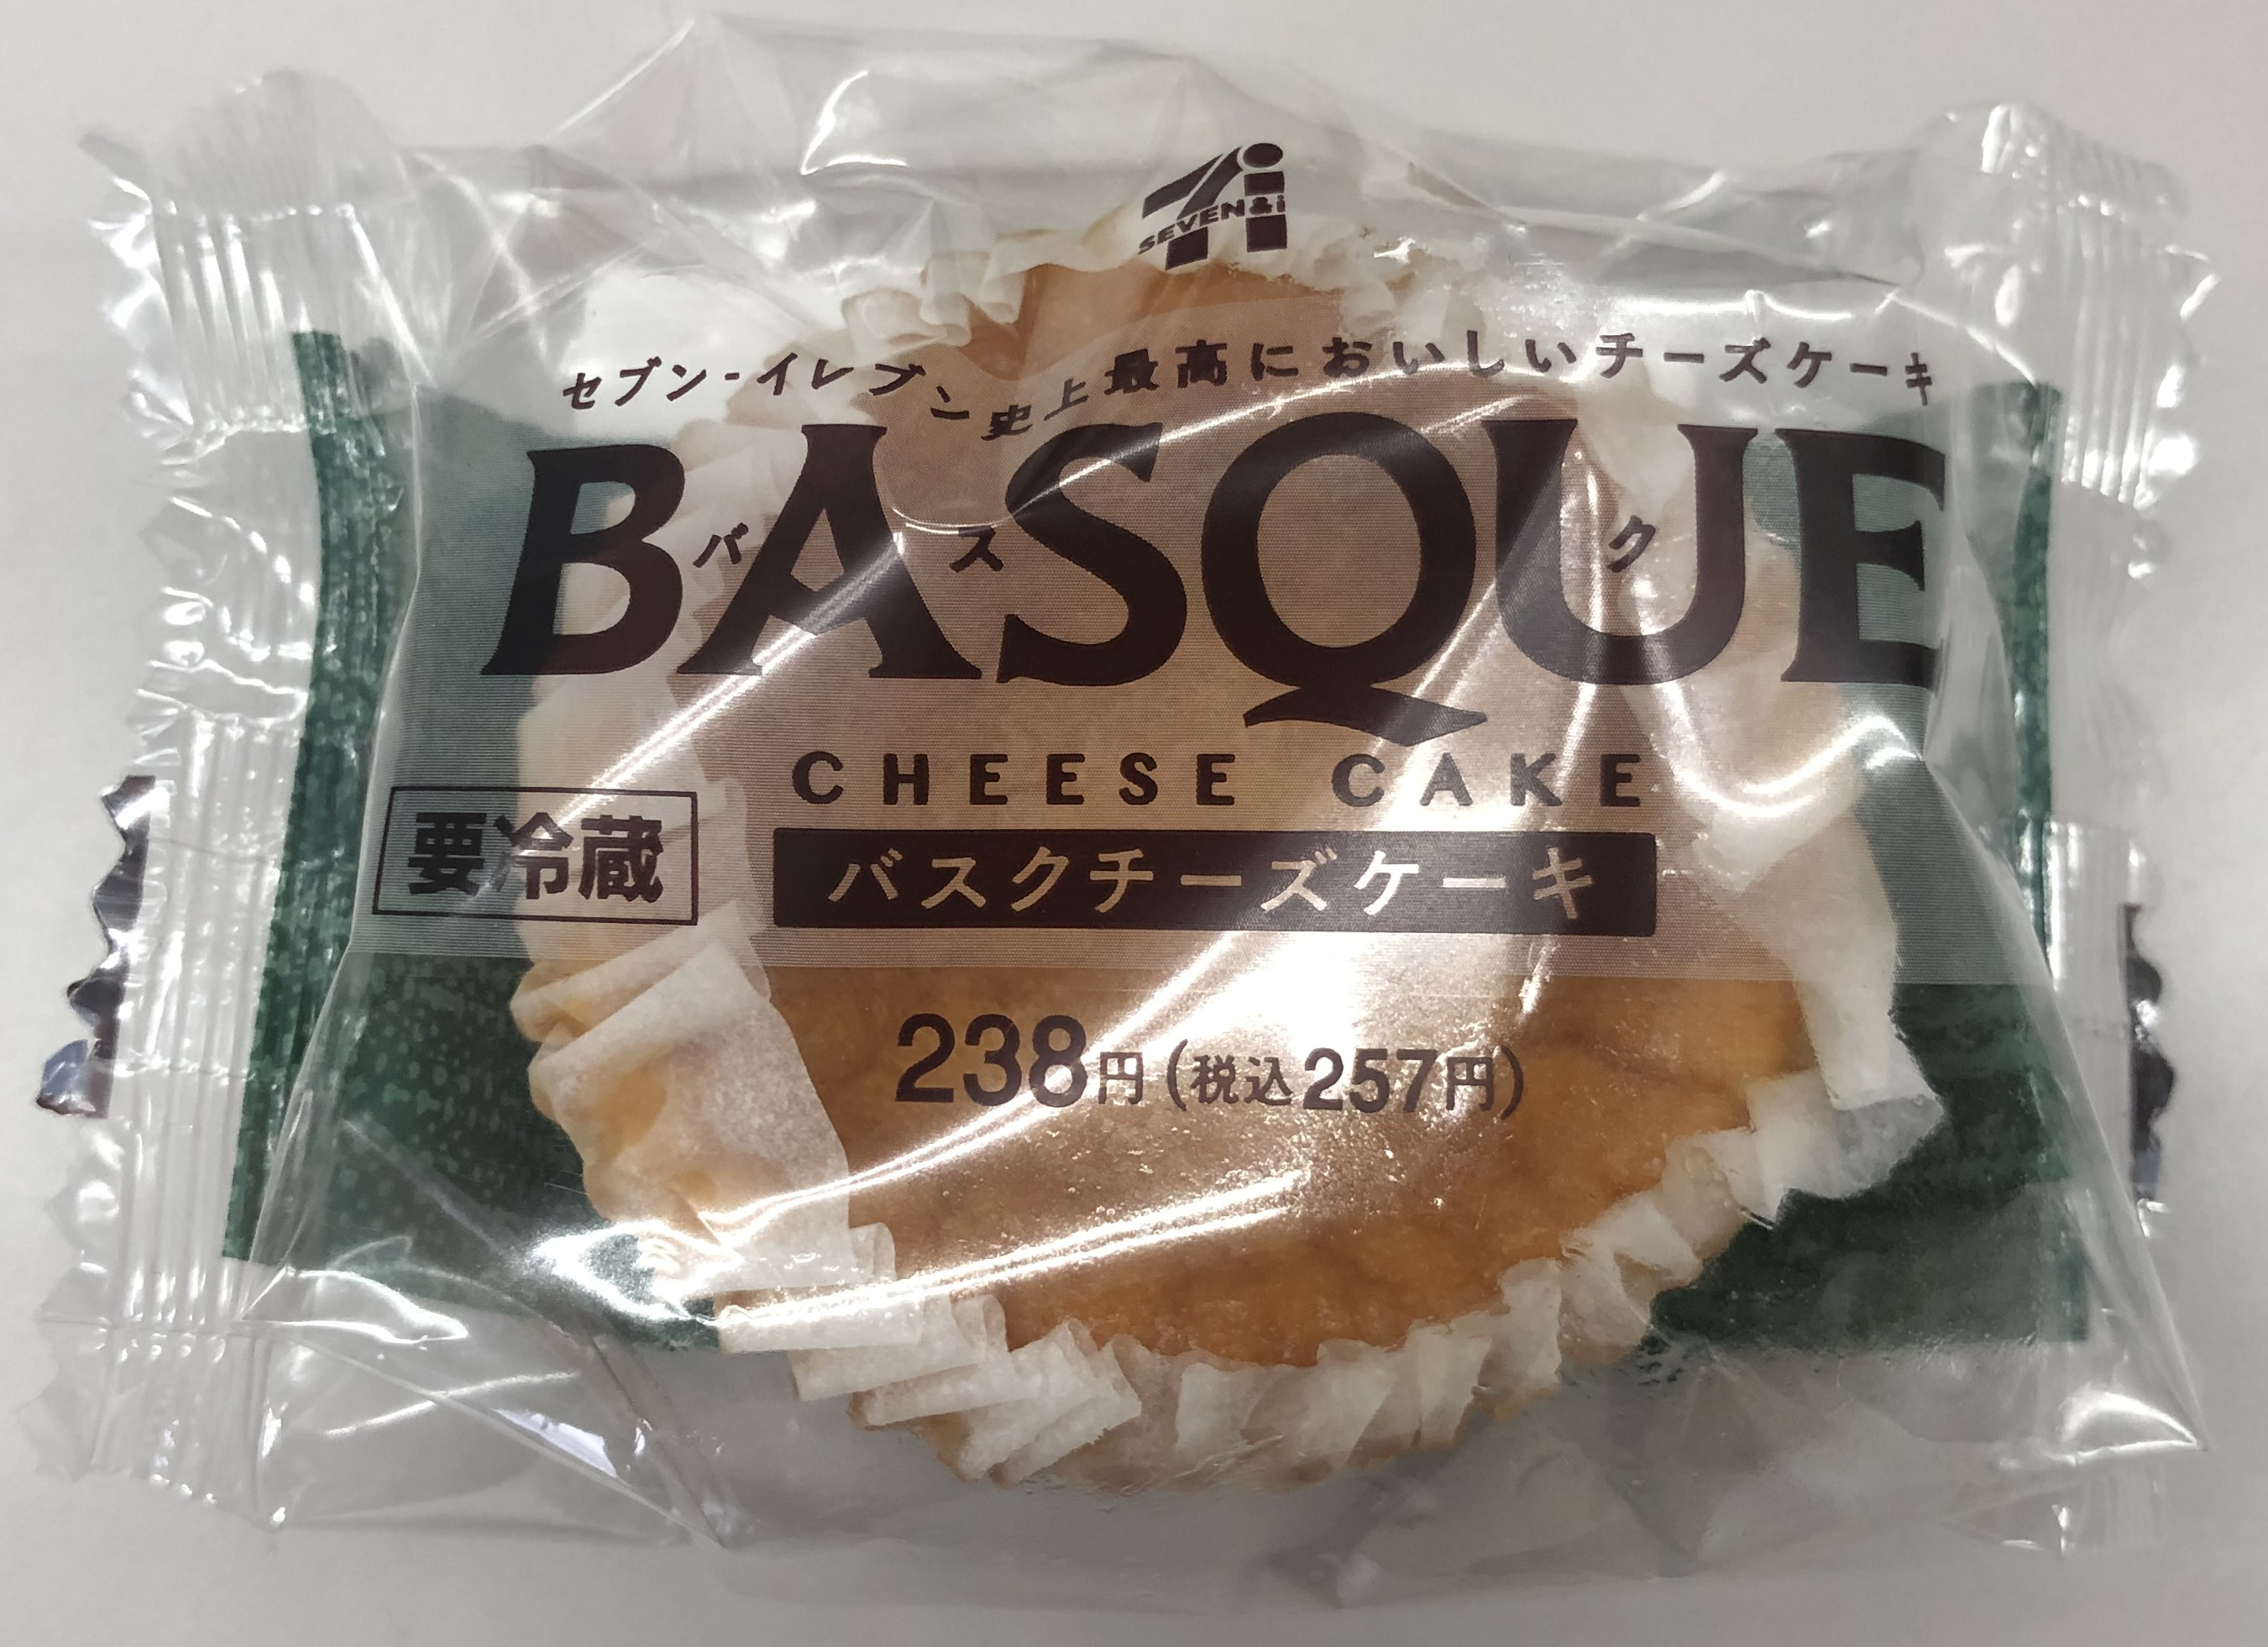 SEVEN&i
セブン-イレブン史上最高においしいチーズケーキ
BASQUE
バスク
CHEESE CAKE
要冷蔵
バスクチーズケーキ
238円(税込257円)